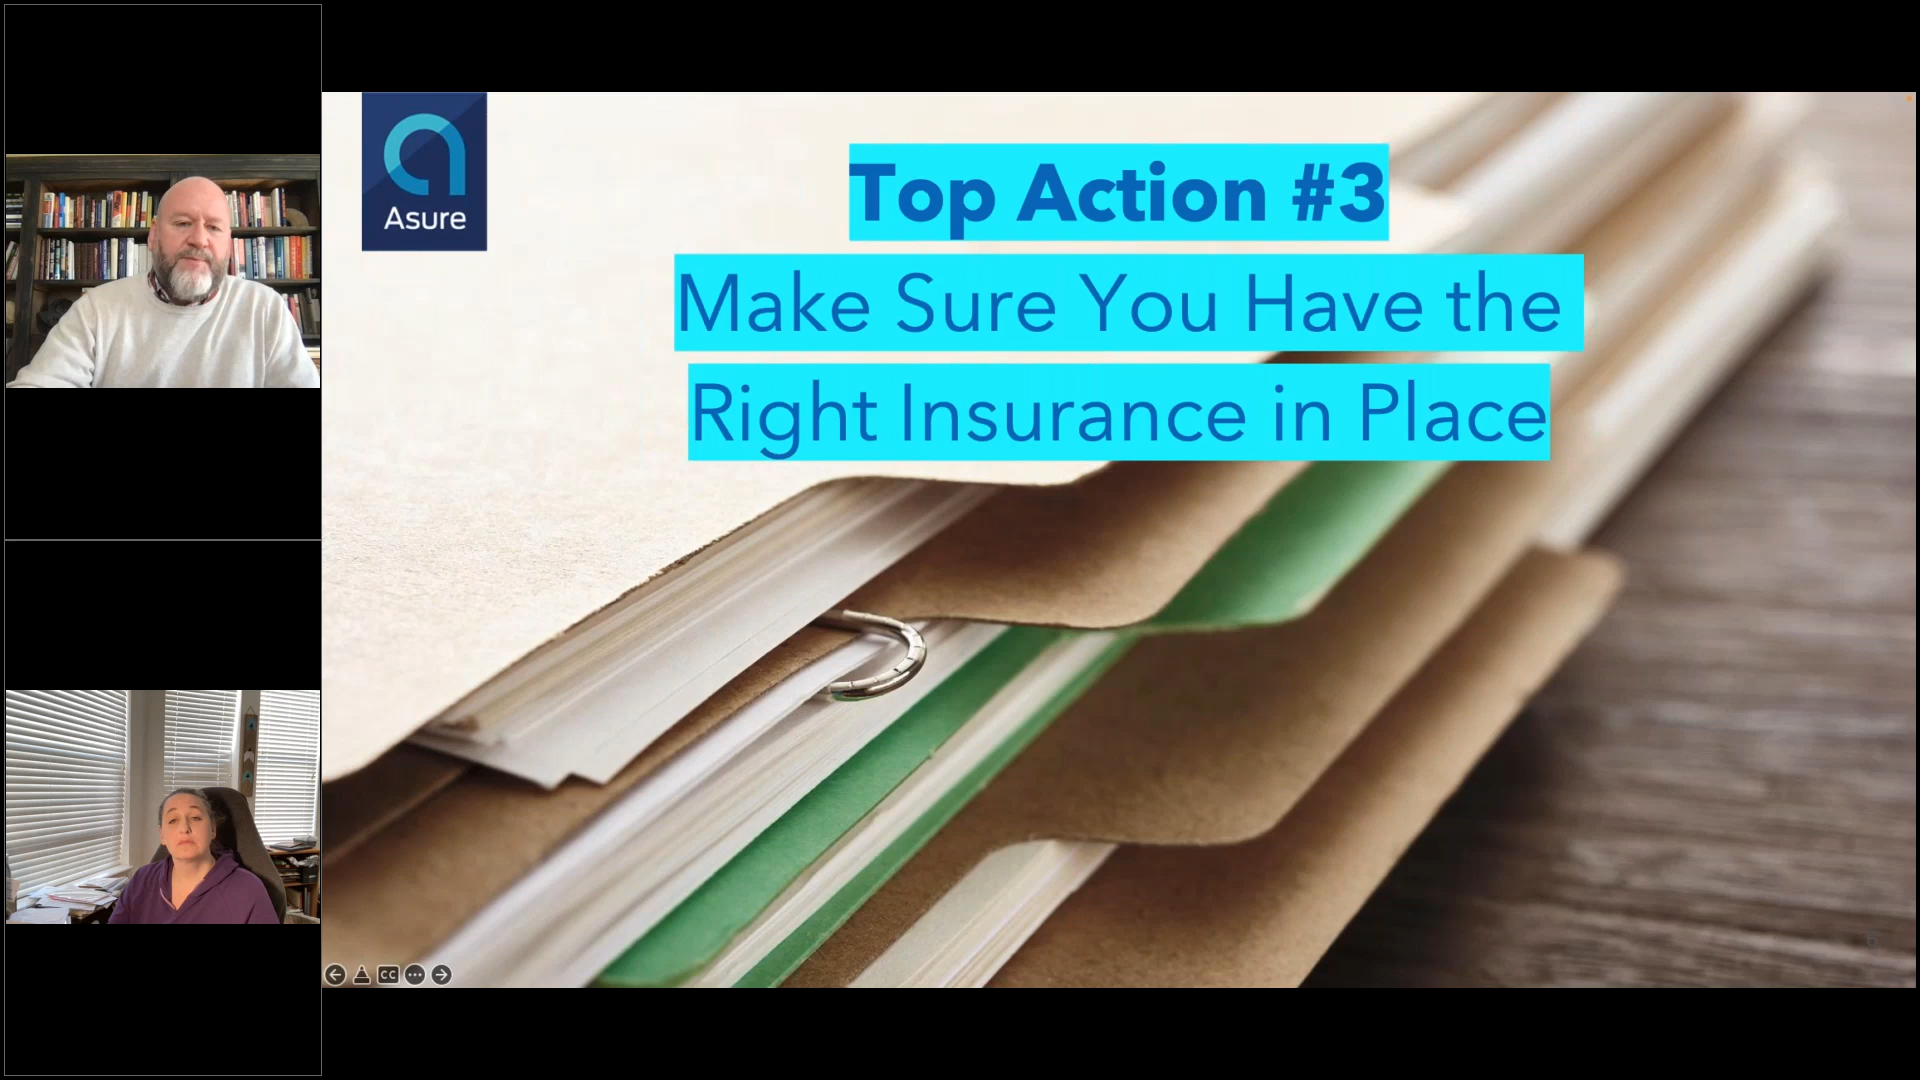 Asure
Top Action #3
Make Sure You Have the
Right Insurance in Place
CC